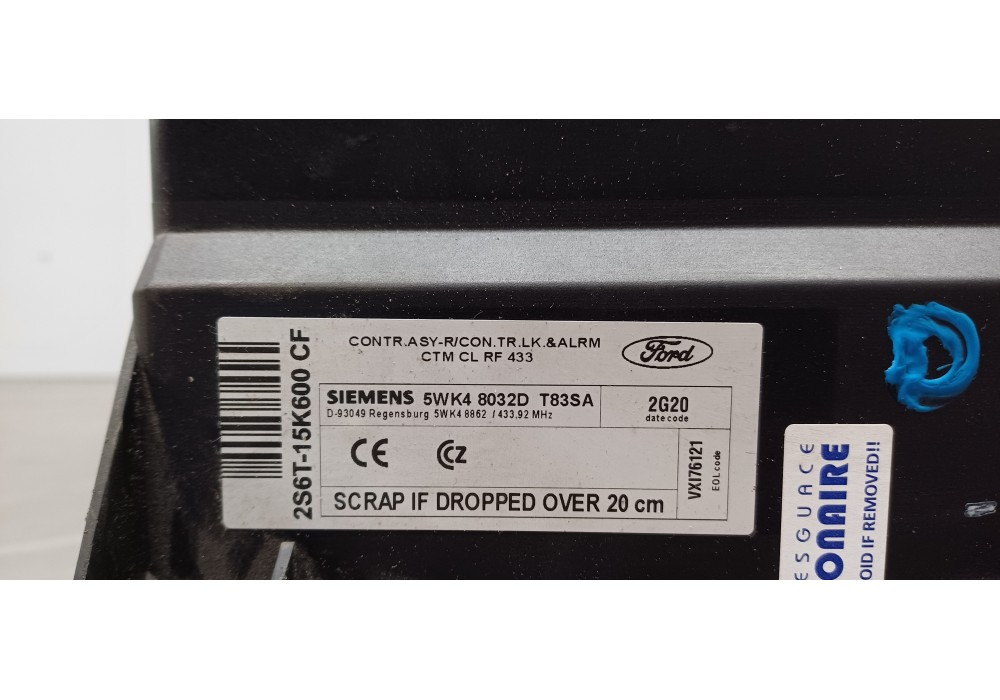 2S6T-15K600 CF
CONTR.ASY-R/CON.TR.LK.&ALRM
CTM CL RF 433
Ford
SIEMENS 5WK4 8032D T83SA
D-93049 Regensburg 5WK4 8862 / 433,92 MHz
2G20
date code
CE CZ
VXI76121
EOL code
SCRAP IF DROPPED OVER 20 cm
ESGUACE
ONAIRE
OID IF REMOVED!!